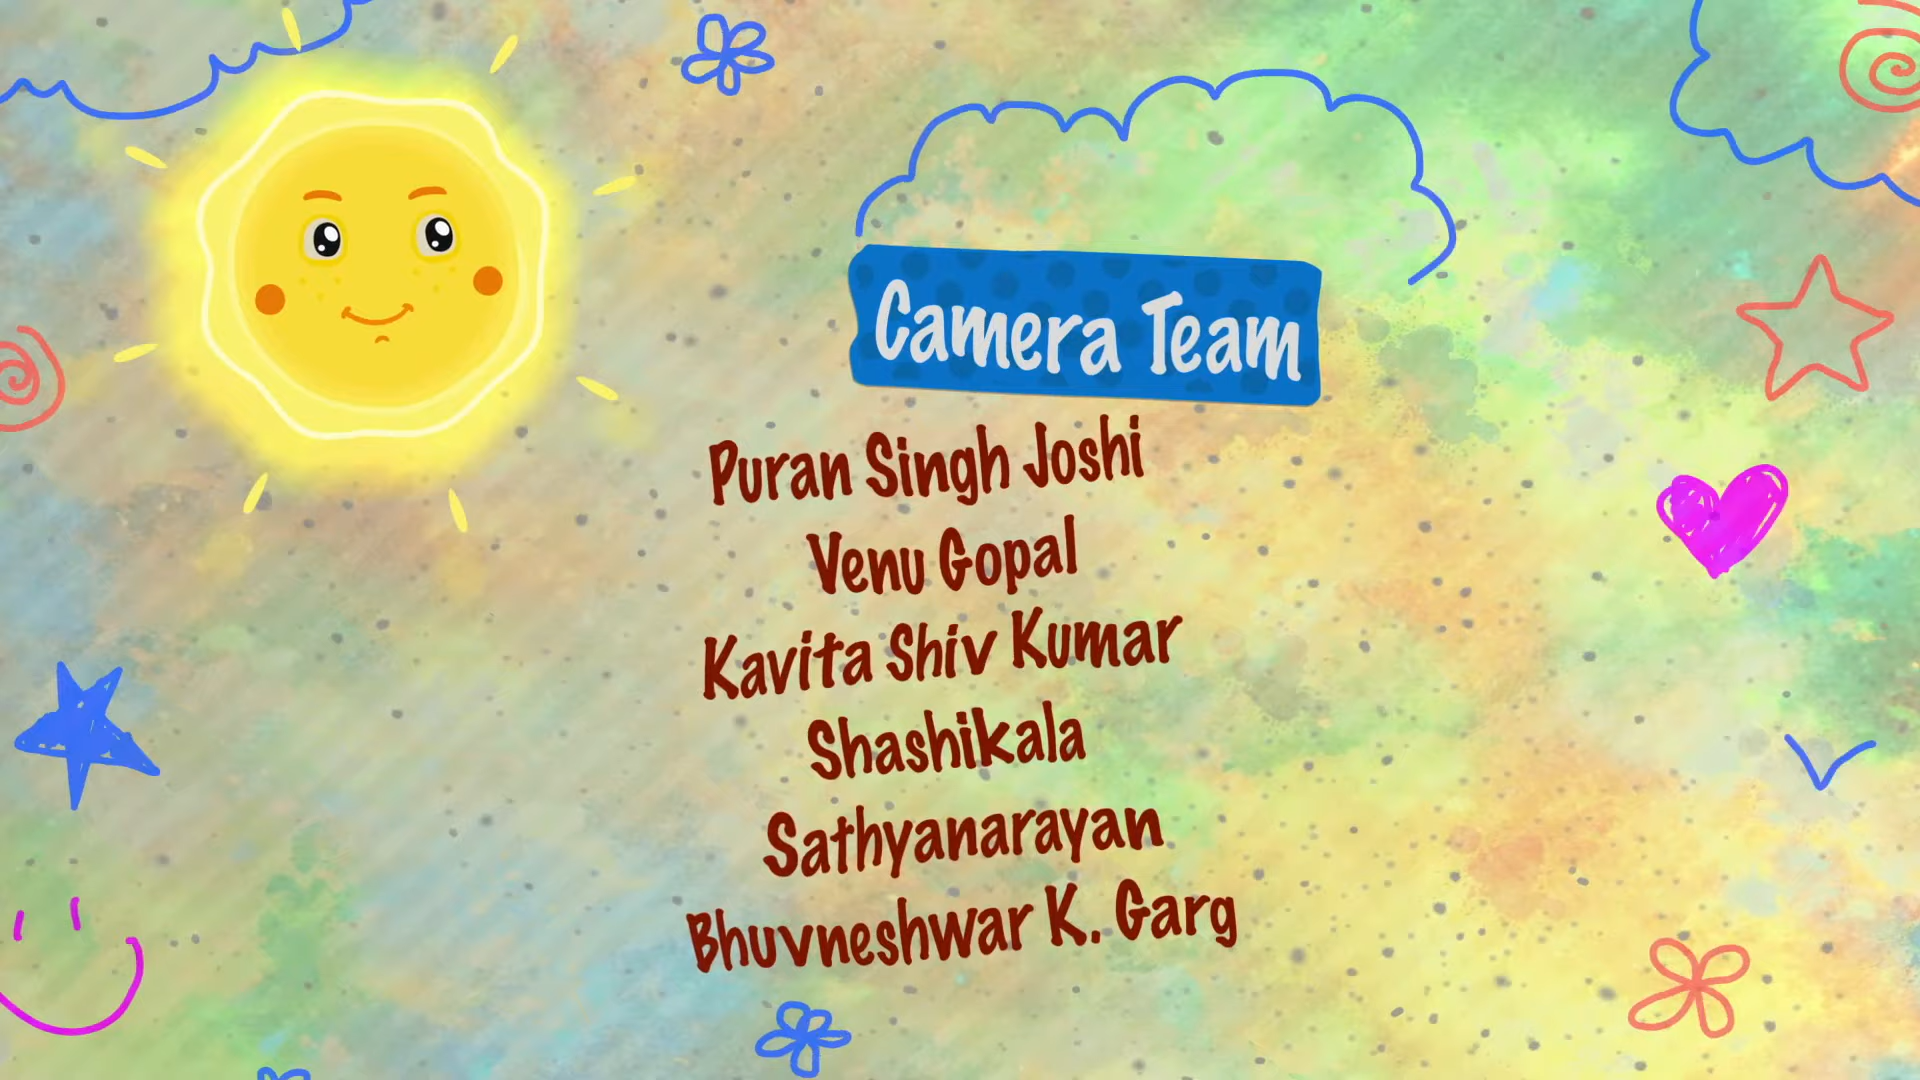 Camera Team
Puran Singh Joshi
Venu Gopal
Kavita Shiv Kumar
Shashikala
Sathyanarayan
Bhuvneshwar K. Garg